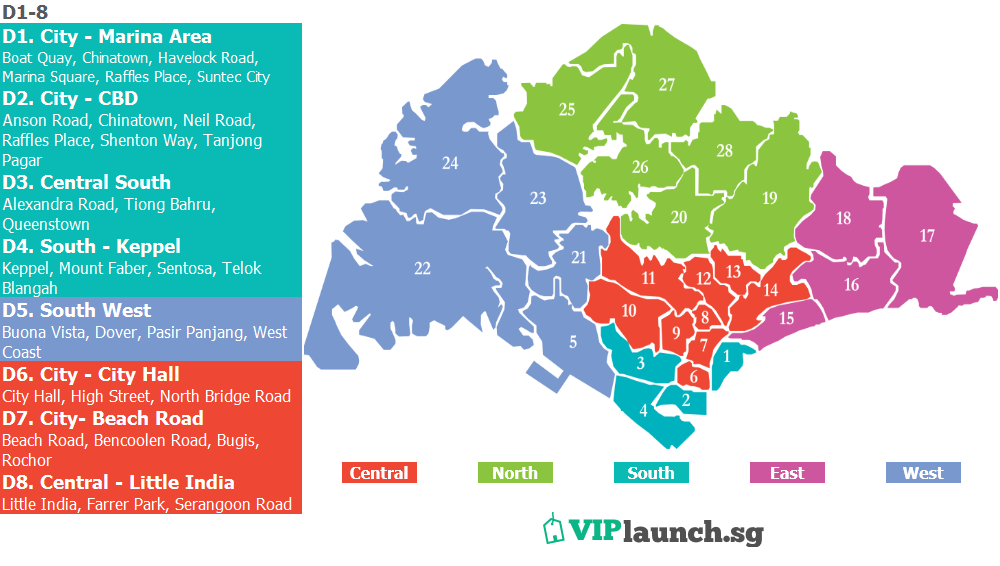 D1-8
D1. City - Marina Area
Boat Quay, Chinatown, Havelock Road,
Marina Square, Raffles Place, Suntec City
D2. City - CBD
Anson Road, Chinatown, Neil Road,
Raffles Place, Shenton Way, Tanjong
Pagar
D3. Central South
Alexandra Road, Tiong Bahru,
Queenstown
D4. South - Keppel
Keppel, Mount Faber, Sentosa, Telok
Blangah
D5. South West
Buona Vista, Dover, Pasir Panjang, West
Coast
D6. City - City Hall
City Hall, High Street, North Bridge Road
D7. City- Beach Road
Beach Road, Bencoolen Road, Bugis,
Rochor
D8. Central - Little India
Little India, Farrer Park, Serangoon Road
27
25
28
24
26
23
19
20
18
17
21
22
11
12
13
14
16
10
8
15
9
7
5
3
1
6
2
4
Central
North
South
East
West
VIPlaunch.sg